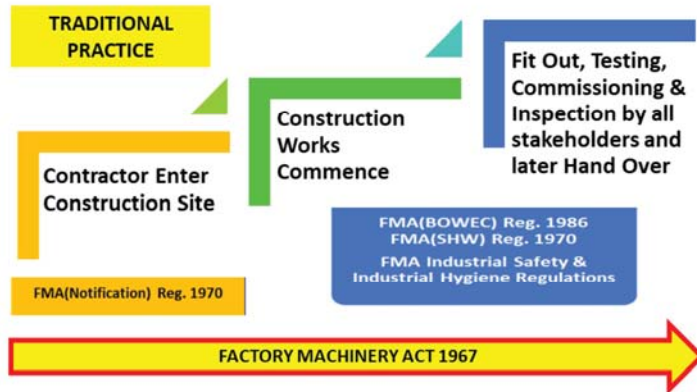 TRADITIONAL
PRACTICE
Contractor Enter
Construction Site
Construction
Works
Commence
Fit Out, Testing,
Commissioning &
Inspection by all
stakeholders and
later Hand Over
FMA(Notification) Reg. 1970
FMA(BOWEC) Reg. 1986
FMA(SHW) Reg. 1970
FMA Industrial Safety &
Industrial Hygiene Regulations
FACTORY MACHINERY ACT 1967